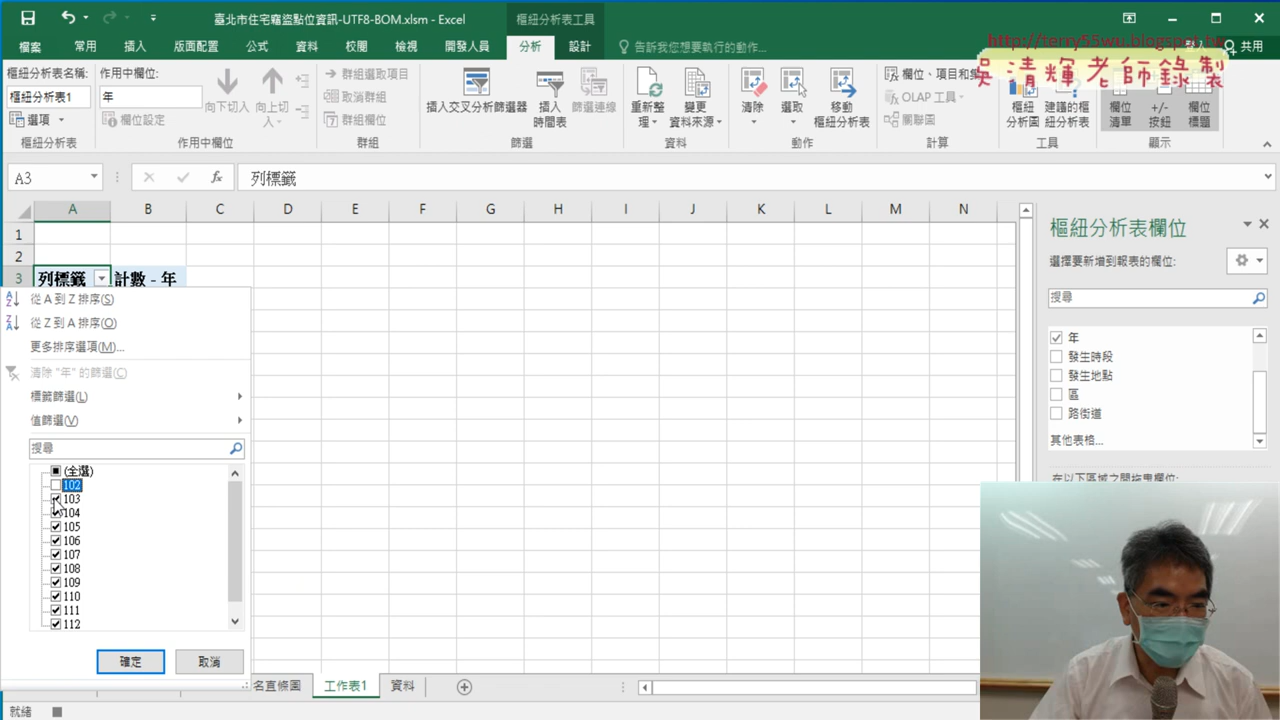 臺北市住宅竊盜點位資訊-UTF8-BOM.xlsm - Excel
樞紐分析表工具
檔案 常用 插入 版面配置 公式 資料 校閱 檢視 開發人員 分析 設計 告訴我您想要執行的動作... 共用
http://terry55wu.blogspot.tw
吳清輝老師錄製
樞紐分析表名稱: 作用中欄位:
樞紐分析表1 年
選項 欄位設定
向下切入 向上切入
群組選取項目
取消群組
群組欄位
插入交叉分析篩選器 插入時間表 篩選連線
重新整理 變更資料來源
清除 選取 移動樞紐分析表
欄位、項目和集
OLAP 工具
關聯圖
樞紐分析圖 建議的樞紐分析表
欄位清單 +/- 按鈕 欄位標題
樞紐分析表 作用中欄位 群組 篩選 資料 動作 計算 工具 顯示
A3 fx 列標籤
A B C D E F G H I J K L M N
1
2
3 列標籤 計數 - 年
從 A 到 Z 排序(S)
從 Z 到 A 排序(O)
更多排序選項(M)...
清除 "年" 的篩選(C)
標籤篩選(L)
值篩選(V)
搜尋
(全選)
102
103
104
105
106
107
108
109
110
111
112
確定 取消
樞紐分析表欄位
選擇要新增到報表的欄位:
搜尋
年
發生時段
發生地點
區
路街道
其他表格...
在以下區域之間拖曳欄位:
名直條圖 工作表1 資料
就緒